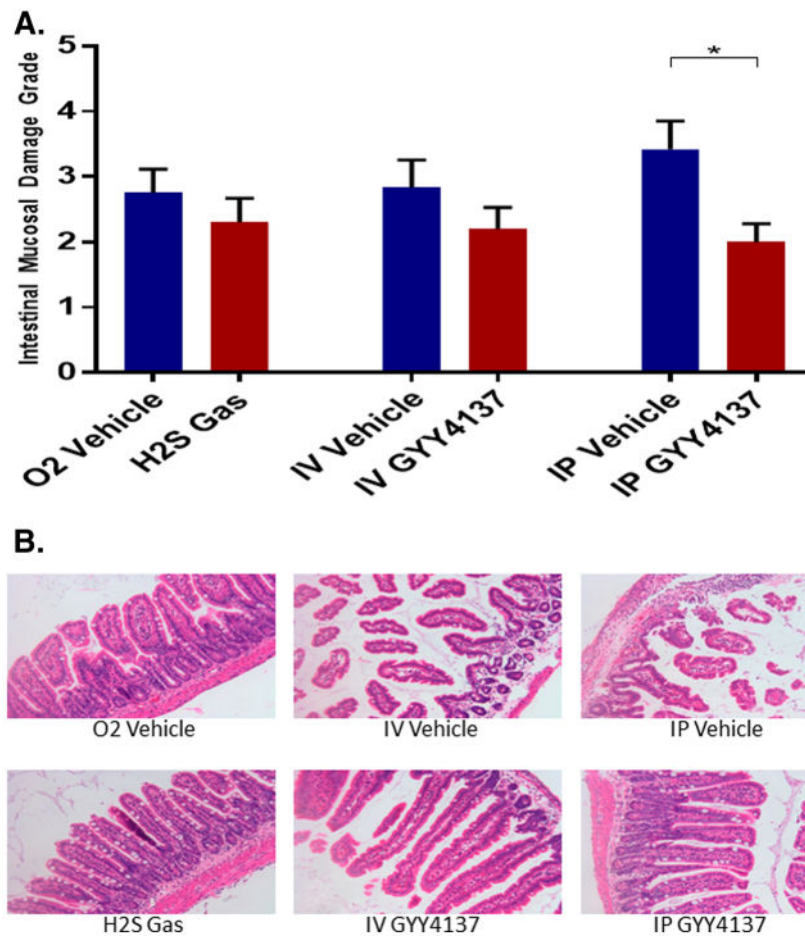 A.
Intestinal Mucosal Damage Grade
5
4
3
2
1
0
*
O2 Vehicle
H2S Gas
IV Vehicle
IV GYY4137
IP Vehicle
IP GYY4137
B.
O2 Vehicle
IV Vehicle
IP Vehicle
H2S Gas
IV GYY4137
IP GYY4137